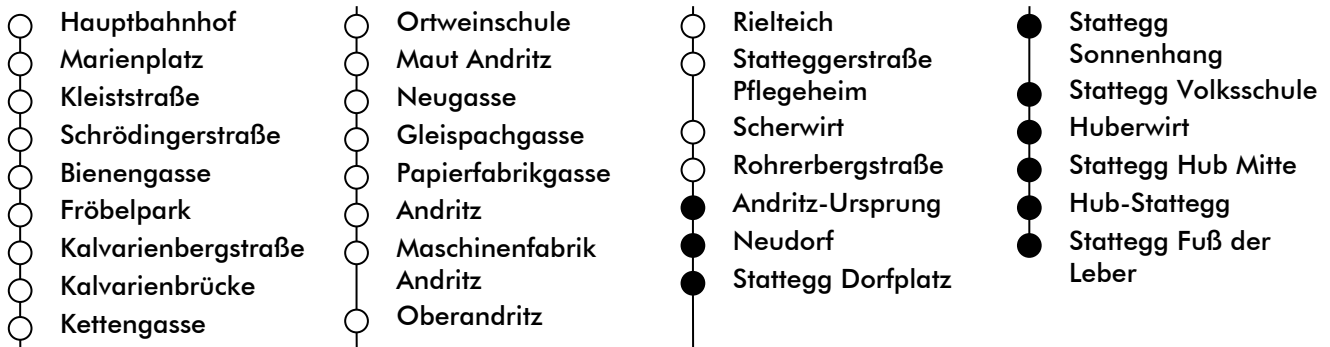 Hauptbahnhof
Marienplatz
Kleiststraße
Schrödingerstraße
Bienengasse
Fröbelpark
Kalvarienbergstraße
Kalvarienbrücke
Kettengasse
Ortweinschule
Maut Andritz
Neugasse
Gleispachgasse
Papierfabrikgasse
Andritz
Maschinenfabrik
Andritz
Oberandritz
Rielteich
Statteggerstraße
Pflegeheim
Scherwirt
Rohrerbergstraße
Andritz-Ursprung
Neudorf
Stattegg Dorfplatz
Stattegg
Sonnenhang
Stattegg Volksschule
Huberwirt
Stattegg Hub Mitte
Hub-Stattegg
Stattegg Fuß der
Leber